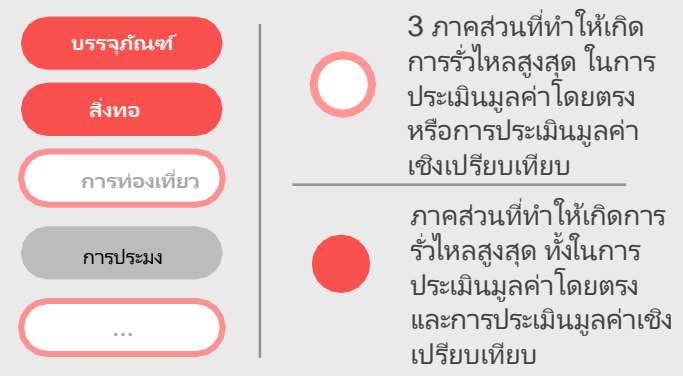 บรรจุภัณฑ์
สิ่งทอ
การท่องเที่ยว
การประมง
...
3 ภาคส่วนที่ทำให้เกิด
การรั่วไหลสูงสุด ในการ
ประเมินมูลค่าโดยตรง
หรือการประเมินมูลค่า
เชิงเปรียบเทียบ
ภาคส่วนที่ทำให้เกิดการ
รั่วไหลสูงสุด ทั้งในการ
ประเมินมูลค่าโดยตรง
และการประเมินมูลค่าเชิง
เปรียบเทียบ